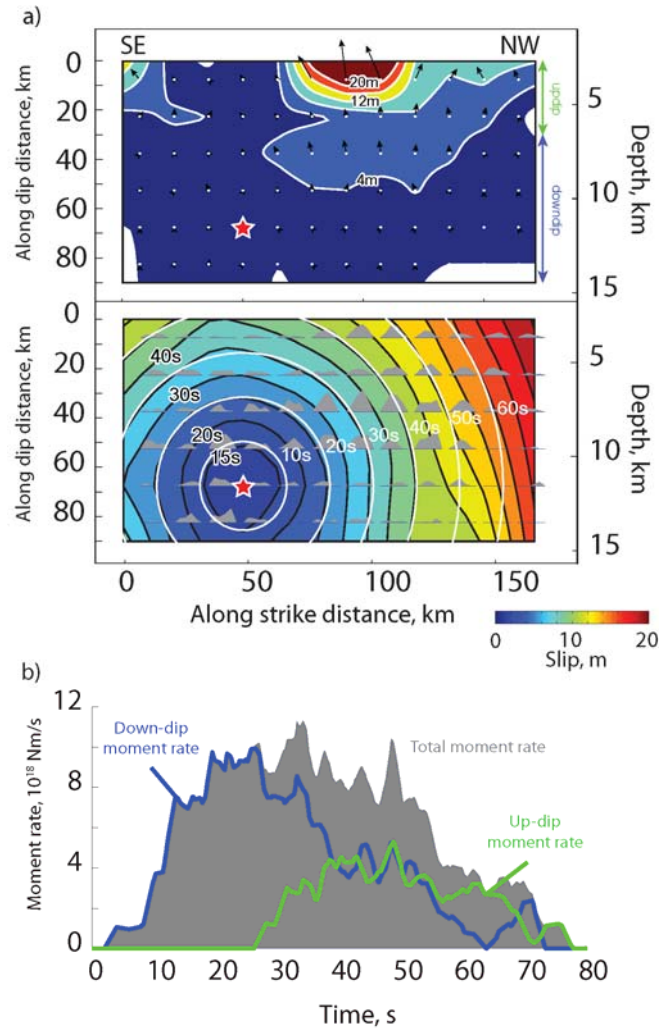 a)
SE
NW
0
20
40
60
80
Along dip distance, km
20m
12m
4m
updip
downdip
5
10
15
Depth, km
0
20
40
60
80
Along dip distance, km
40s
30s
20s
15s
10s
20s
30s
40s
50s
60s
5
10
15
Depth, km
0
50
100
150
Along strike distance, km
0
10
20
Slip, m
b)
12
8
4
0
Moment rate, 10¹⁸ Nm/s
Down-dip
moment rate
Total moment rate
Up-dip
moment rate
0
10
20
30
40
50
60
70
80
Time, s